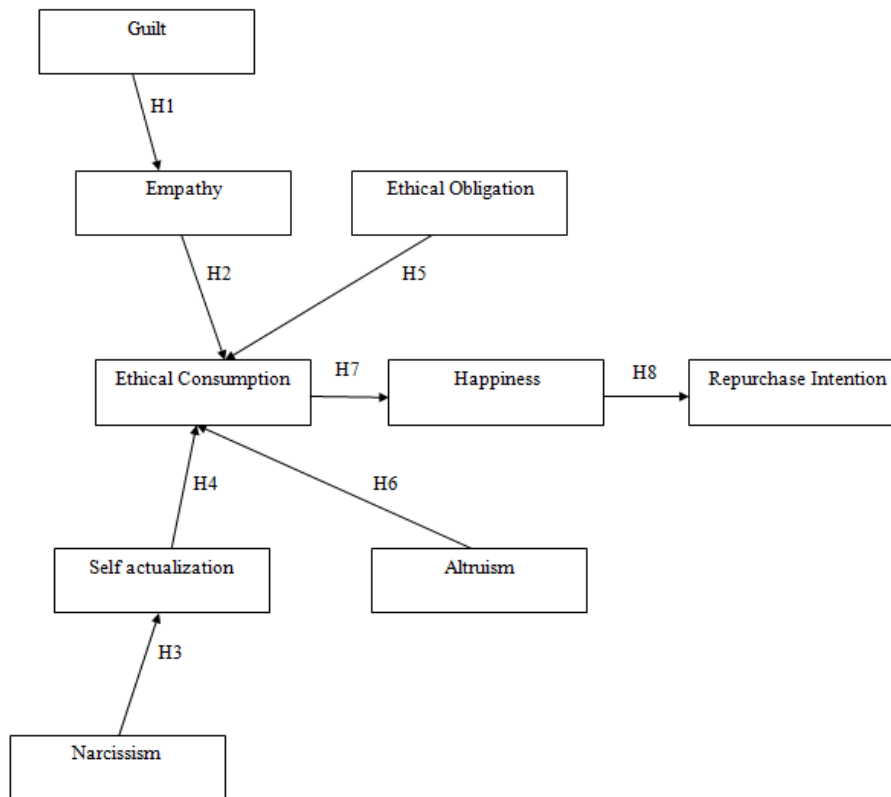 Guilt
H1
Empathy
Ethical Obligation
H2
H5
Ethical Consumption
H7
Happiness
H8
Repurchase Intention
H4
H6
Self actualization
Altruism
H3
Narcissism